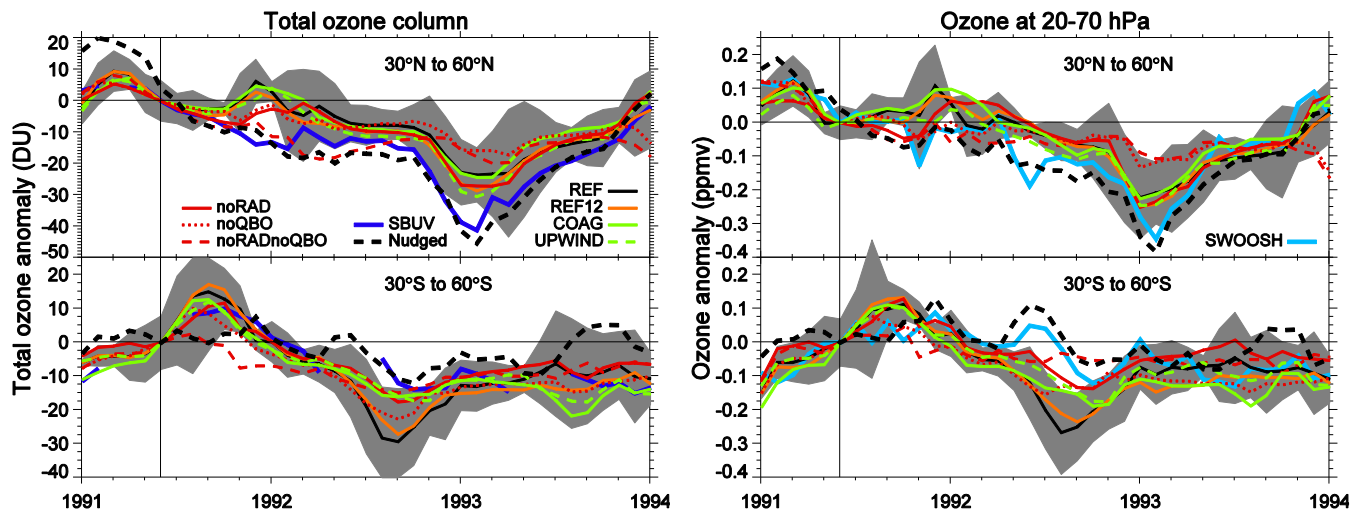 Total ozone column
Ozone at 20-70 hPa
Total ozone anomaly (DU)
20
10
0
-10
-20
-30
-40
-50
30°N to 60°N
noRAD
noQBO
noRADnoQBO
SBUV
Nudged
REF
REF12
COAG
UPWIND
20
10
0
-10
-20
-30
-40
30°S to 60°S
1991
1992
1993
1994
Ozone anomaly (ppmv)
0.2
0.1
0.0
-0.1
-0.2
-0.3
-0.4
30°N to 60°N
SWOOSH
0.2
0.1
0.0
-0.1
-0.2
-0.3
-0.4
30°S to 60°S
1991
1992
1993
1994